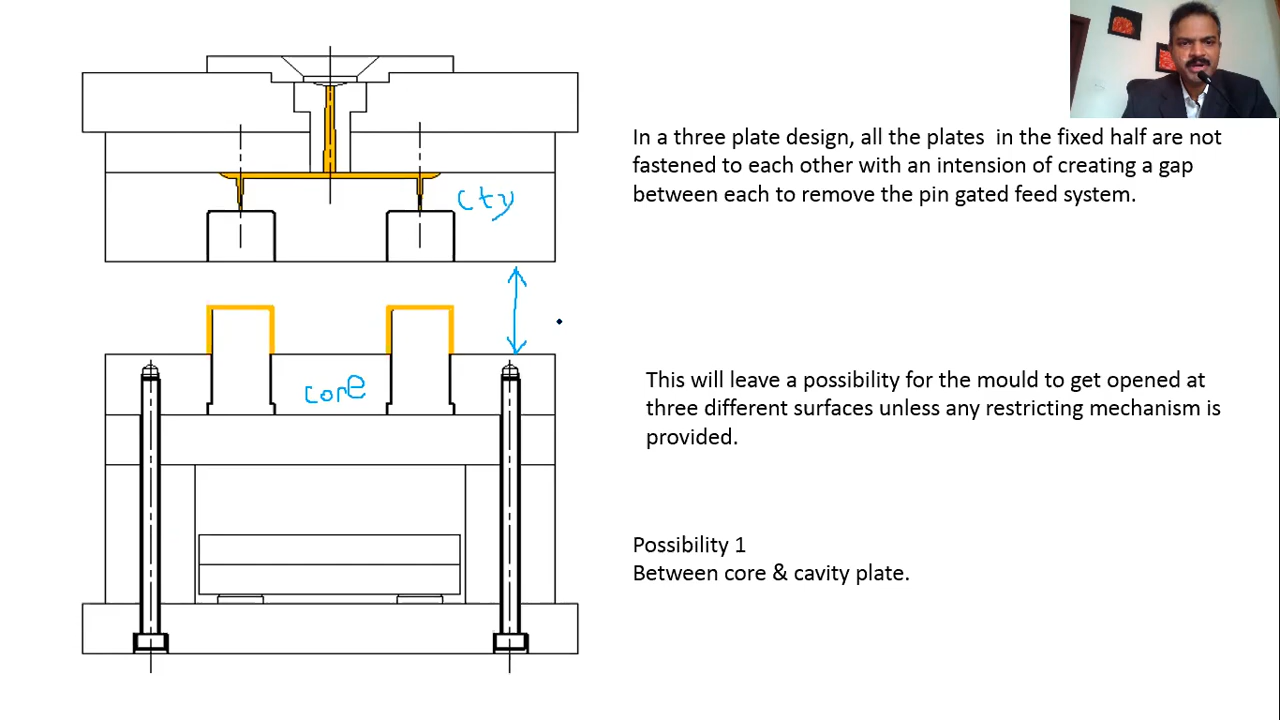 In a three plate design, all the plates in the fixed half are not
fastened to each other with an intension of creating a gap
between each to remove the pin gated feed system.
cty
core
This will leave a possibility for the mould to get opened at
three different surfaces unless any restricting mechanism is
provided.
Possibility 1
Between core & cavity plate.